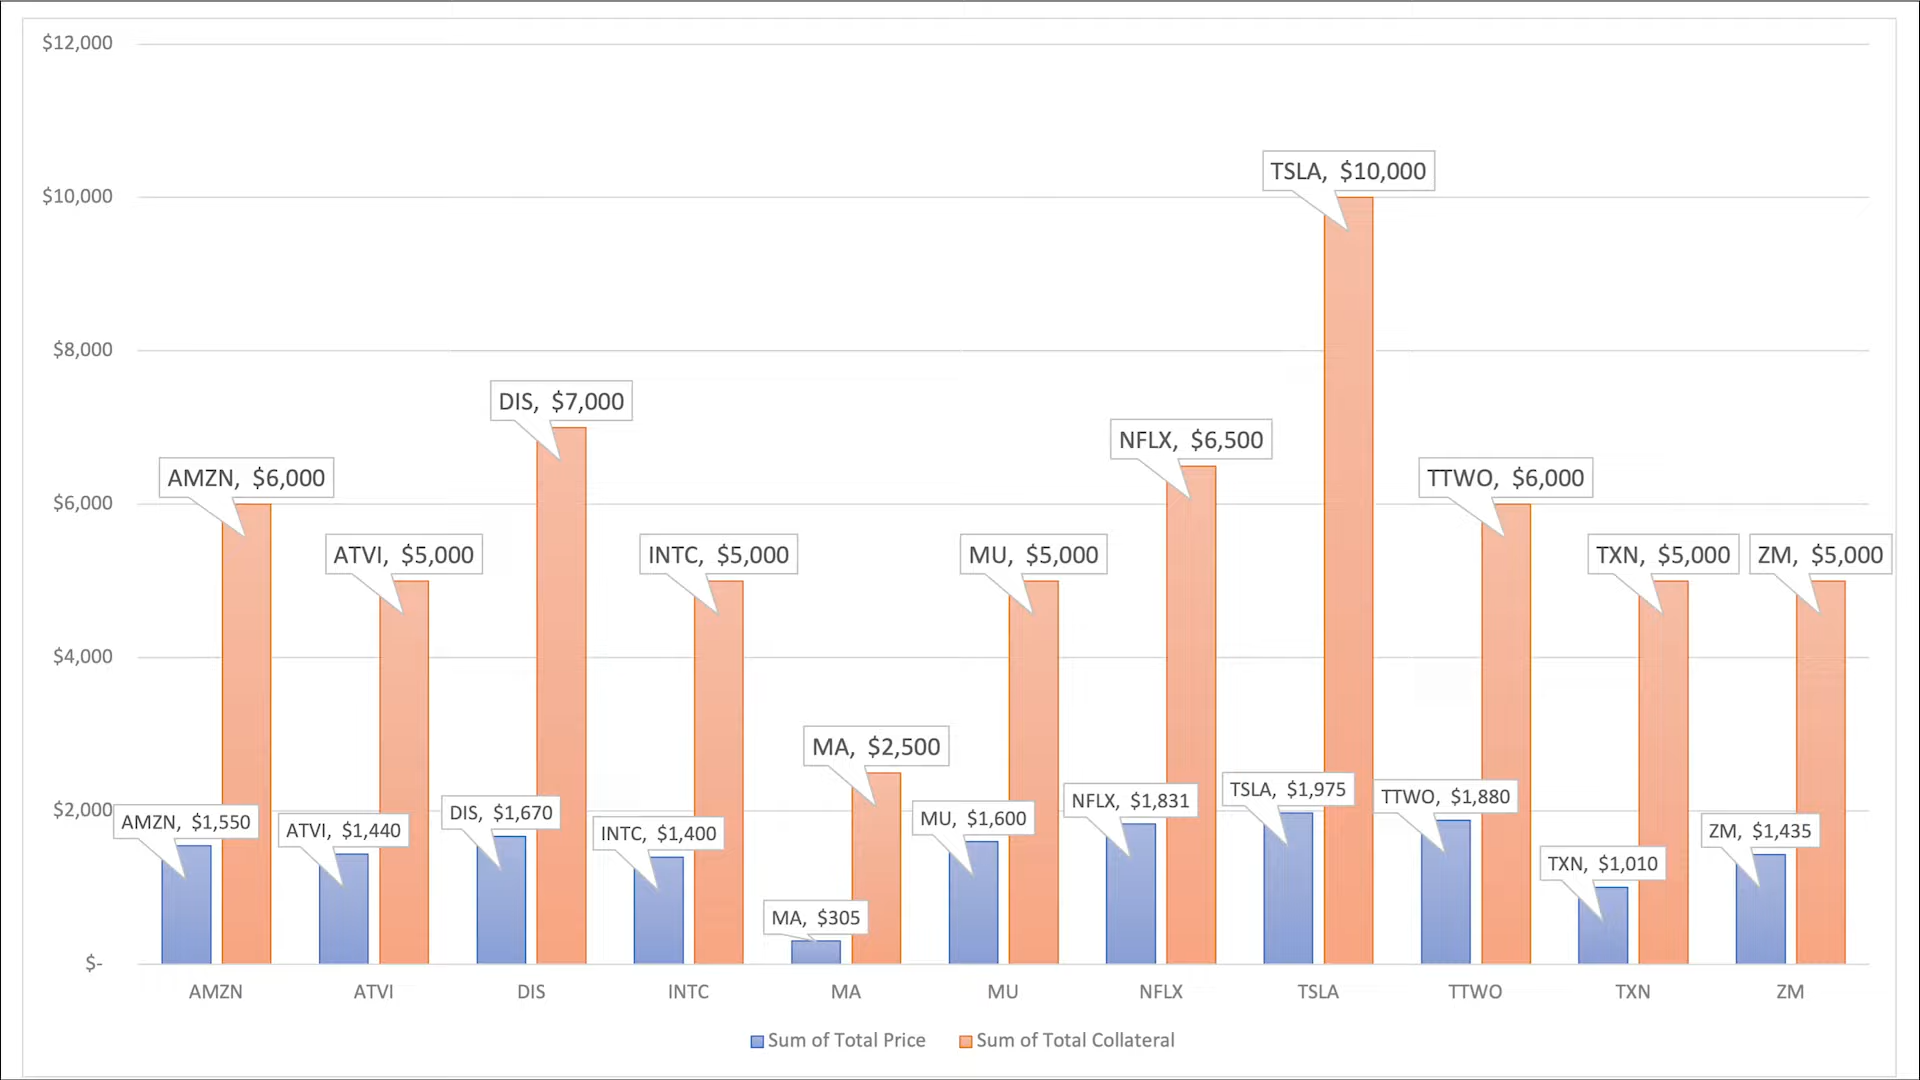 $12,000
TSLA, $10,000
$10,000
$8,000
DIS, $7,000
NFLX, $6,500
AMZN, $6,000
TTWO, $6,000
$6,000
ATVI, $5,000
INTC, $5,000
MU, $5,000
TXN, $5,000
ZM, $5,000
$4,000
MA, $2,500
$2,000
AMZN, $1,550
ATVI, $1,440
DIS, $1,670
INTC, $1,400
MU, $1,600
NFLX, $1,831
TSLA, $1,975
TTWO, $1,880
TXN, $1,010
ZM, $1,435
MA, $305
$-
AMZN ATVI DIS INTC MA MU NFLX TSLA TTWO TXN ZM
Sum of Total Price Sum of Total Collateral